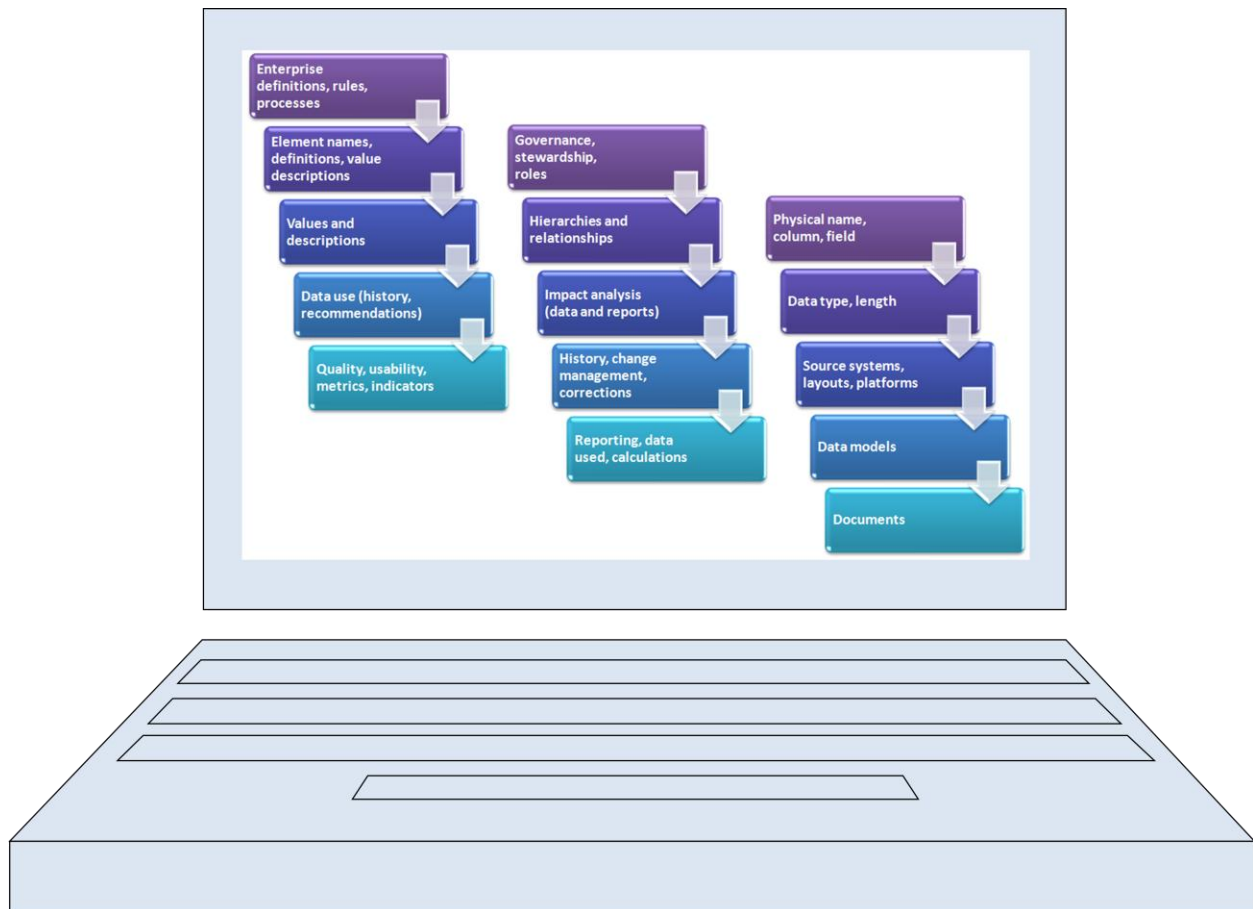 Enterprise
definitions, rules,
processes
Element names,
definitions, value
descriptions
Values and
descriptions
Data use (history,
recommendations)
Quality, usability,
metrics, indicators
Governance,
stewardship,
roles
Hierarchies and
relationships
Impact analysis
(data and reports)
History, change
management,
corrections
Reporting, data
used, calculations
Physical name,
column, field
Data type, length
Source systems,
layouts, platforms
Data models
Documents